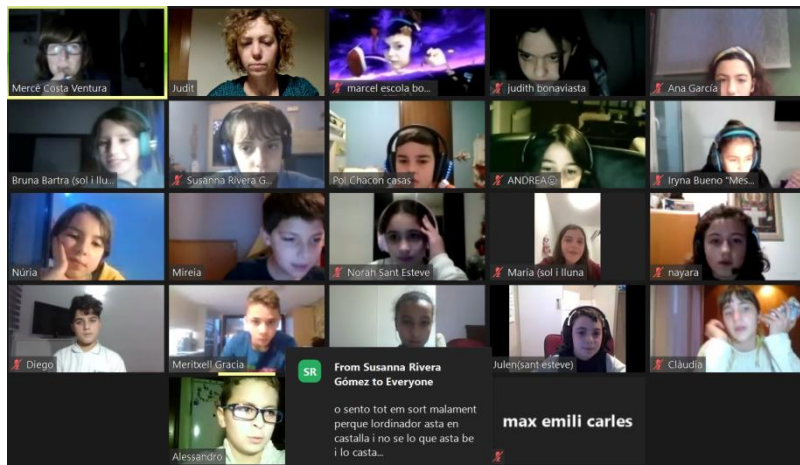 Mercè Costa Ventura
Judit
marcel escola bo...
judith bonaviasta
Ana García
Bruna Bartra (sol i llu...
Susanna Rivera G...
Pol Chacon casas
ANDREA
Iryna Bueno "Mes...
Núria
Mireia
Norah Sant Esteve
Maria (sol i lluna
nayara
Diego
Meritxell Gracia
Julen(sant esteve)
Clàudia
Alessandro
SR
From Susanna Rivera
Gómez to Everyone
o sento tot em sort malament
perque lordinador asta en
castalla i no se lo que asta be
i lo casta...
max emili carles